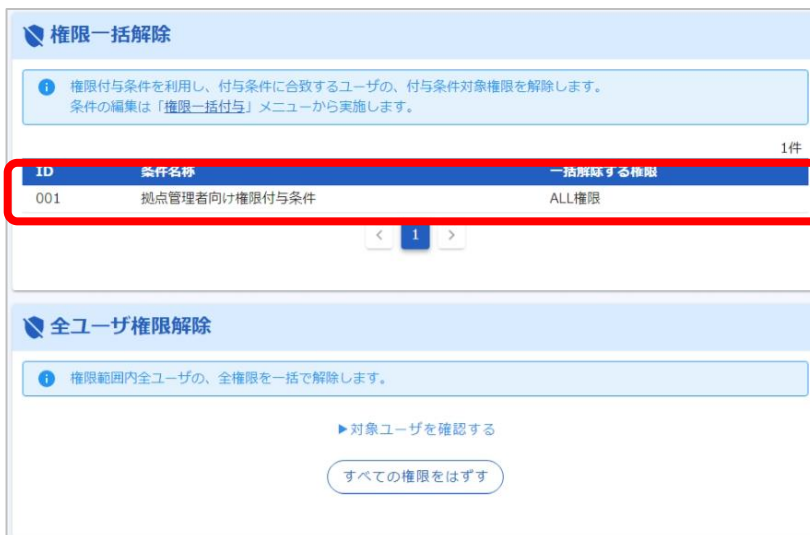 権限一括解除
権限付与条件を利用し、付与条件に合致するユーザの、付与条件対象権限を解除します。
条件の編集は「権限一括付与」メニューから実施します。
1件
ID 条件名称 一括解除する権限
001 拠点管理者向け権限付与条件 ALL権限
< 1 >
全ユーザ権限解除
権限範囲内全ユーザの、全権限を一括で解除します。
▶対象ユーザを確認する
すべての権限をはずす